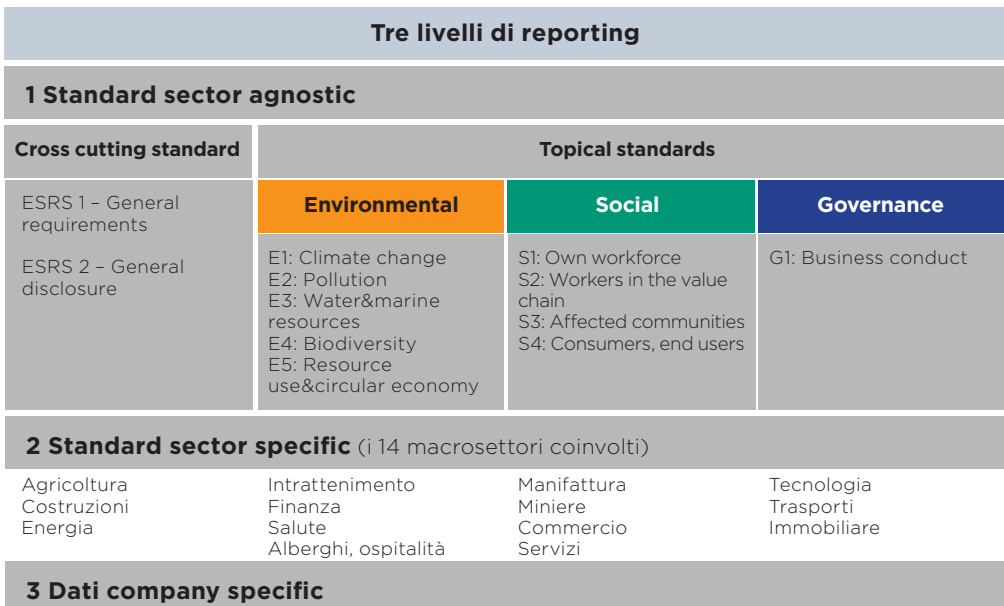 Tre livelli di reporting
1 Standard sector agnostic
Cross cutting standard
Topical standards
ESRS 1 – General
requirements
ESRS 2 – General
disclosure
Environmental
E1: Climate change
E2: Pollution
E3: Water&marine
resources
E4: Biodiversity
E5: Resource
use&circular economy
Social
S1: Own workforce
S2: Workers in the value
chain
S3: Affected communities
S4: Consumers, end users
Governance
G1: Business conduct
2 Standard sector specific (i 14 macrosettori coinvolti)
Agricoltura
Costruzioni
Energia
Intrattenimento
Finanza
Salute
Alberghi, ospitalità
Manifattura
Miniere
Commercio
Servizi
Tecnologia
Trasporti
Immobiliare
3 Dati company specific